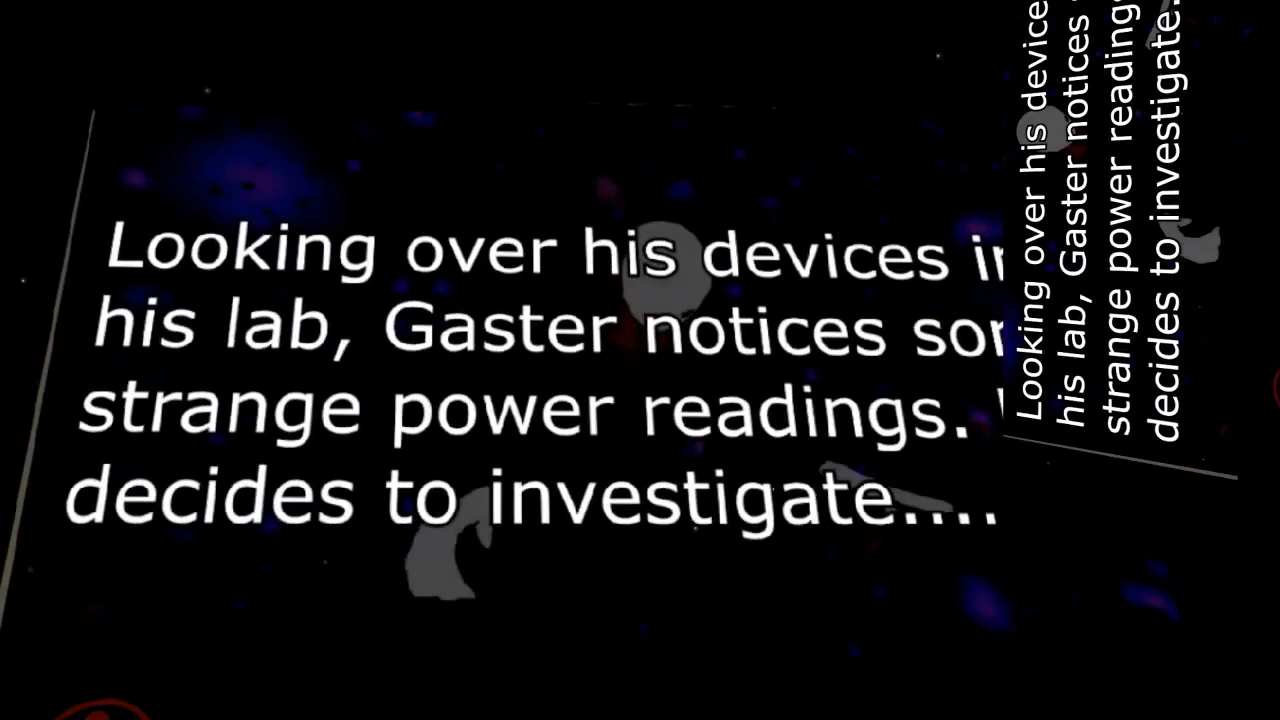 Looking over his devices
his lab, Gaster notices
strange power readings.
decides to investigate....
Looking over his device
his lab, Gaster notices
strange power reading
decides to investigate.